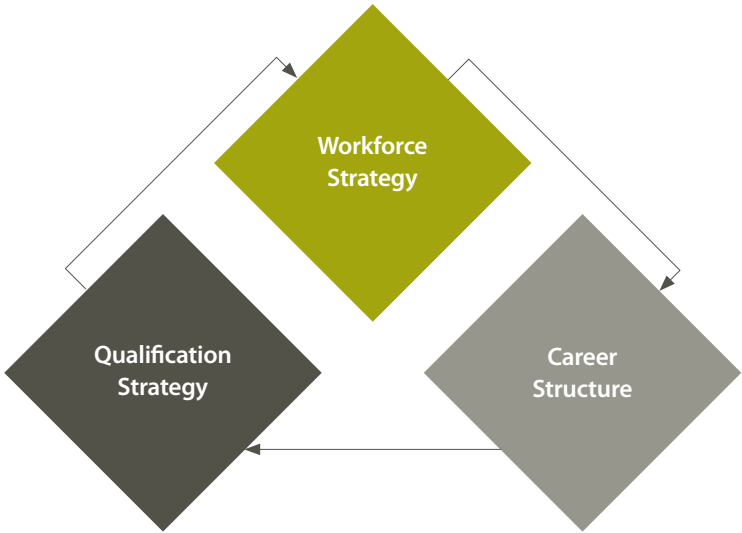 Workforce
Strategy
Qualification
Strategy
Career
Structure